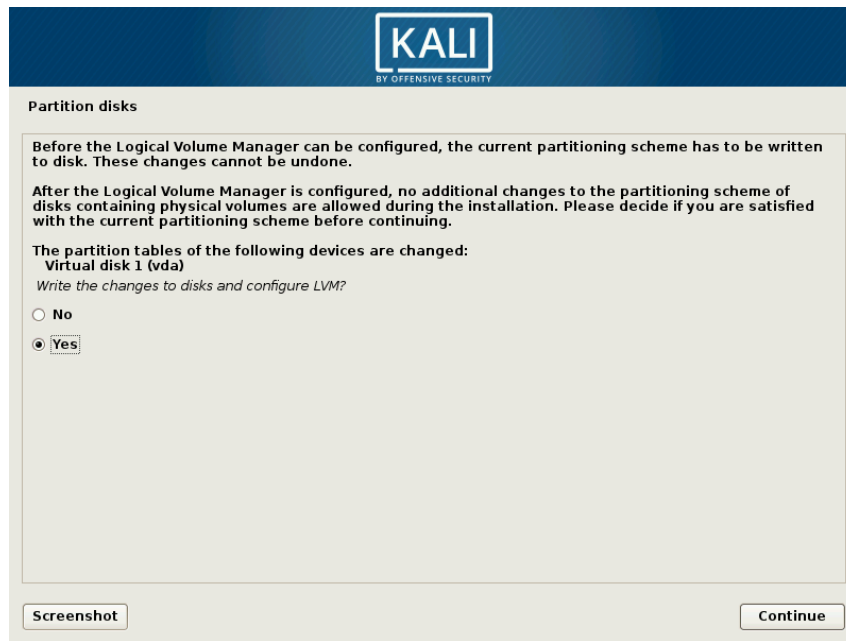 KALI
BY OFFENSIVE SECURITY
Partition disks
Before the Logical Volume Manager can be configured, the current partitioning scheme has to be written
to disk. These changes cannot be undone.
After the Logical Volume Manager is configured, no additional changes to the partitioning scheme of
disks containing physical volumes are allowed during the installation. Please decide if you are satisfied
with the current partitioning scheme before continuing.
The partition tables of the following devices are changed:
Virtual disk 1 (vda)
Write the changes to disks and configure LVM?
No
Yes
Screenshot
Continue